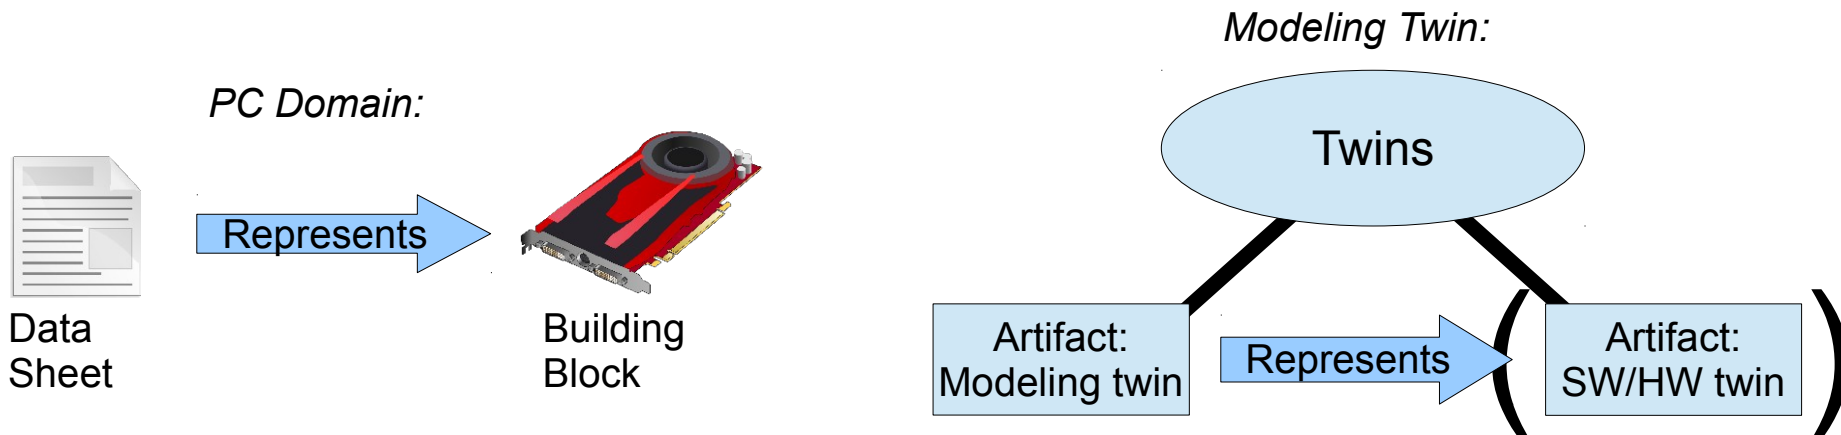 PC Domain:
Represents
Data
Sheet
Building
Block
Modeling Twin:
Twins
Artifact:
Modeling twin
Represents
(
Artifact:
SW/HW twin
)